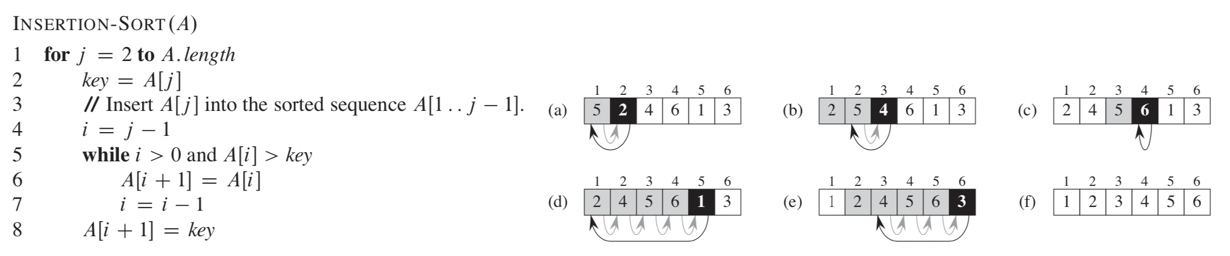 INSERTION-SORT(A)
1 for j = 2 to A.length
2 key = A[j]
3 // Insert A[j] into the sorted sequence A[1 . . j − 1].
4 i = j − 1
5 while i > 0 and A[i] > key
6 A[i + 1] = A[i]
7 i = i − 1
8 A[i + 1] = key
1 2 3 4 5 6
(a) 5 2 4 6 1 3
1 2 3 4 5 6
(b) 2 5 4 6 1 3
1 2 3 4 5 6
(c) 2 4 5 6 1 3
1 2 3 4 5 6
(d) 2 4 5 6 1 3
1 2 3 4 5 6
(e) 1 2 4 5 6 3
1 2 3 4 5 6
(f) 1 2 3 4 5 6